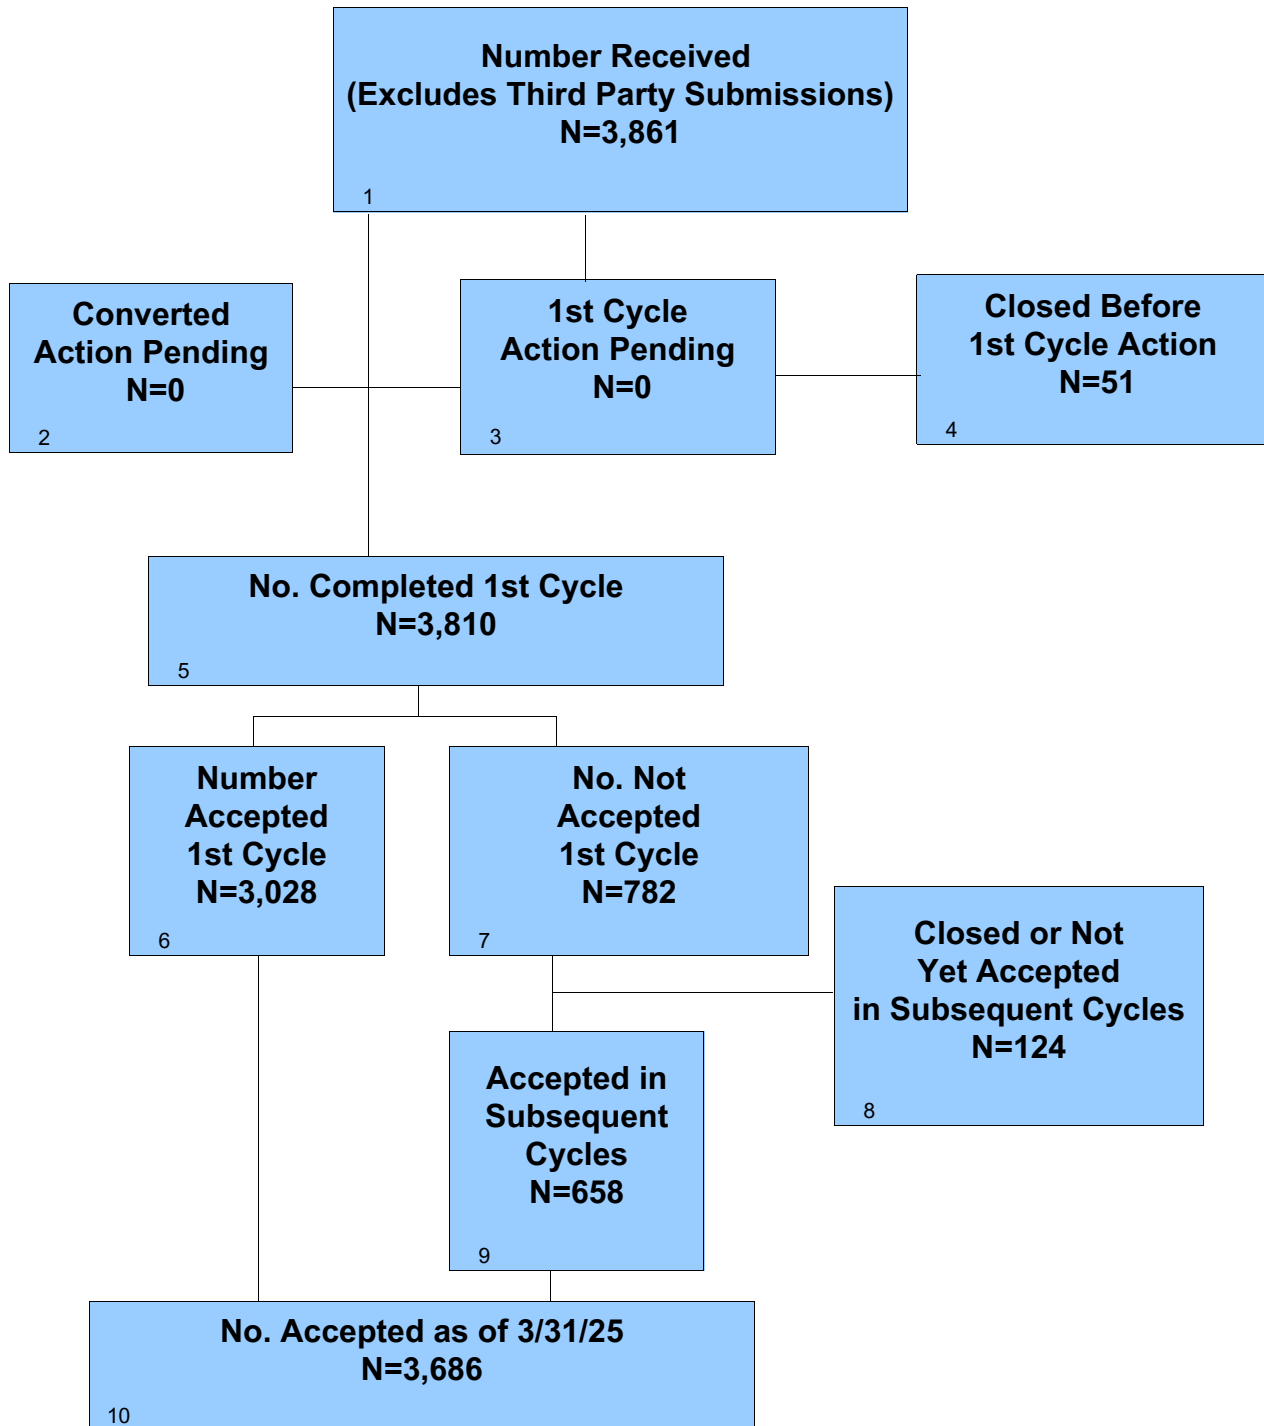 Number Received
(Excludes Third Party Submissions)
N=3,861
1
Converted
Action Pending
N=0
2
1st Cycle
Action Pending
N=0
3
Closed Before
1st Cycle Action
N=51
4
No. Completed 1st Cycle
N=3,810
5
Number
Accepted
1st Cycle
N=3,028
6
No. Not
Accepted
1st Cycle
N=782
7
Closed or Not
Yet Accepted
in Subsequent Cycles
N=124
8
Accepted in
Subsequent
Cycles
N=658
9
No. Accepted as of 3/31/25
N=3,686
10